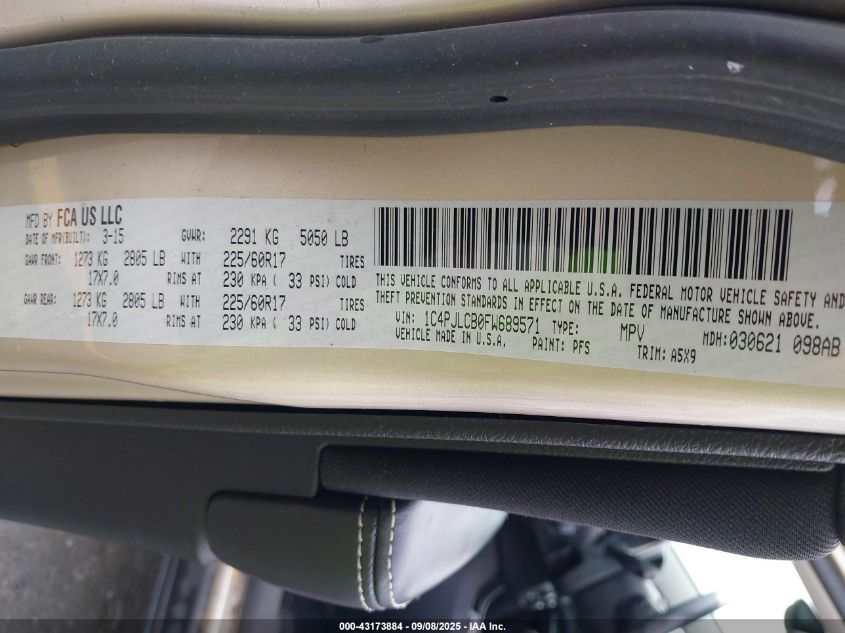 MFD BY FCA US LLC
DATE OF MFR(BUILT): 3-15 GVWR: 2291 KG 5050 LB
GAWR FRONT: 1273 KG 2805 LB WITH 225/60R17 TIRES
17X7.0 RIMS AT 230 KPA ( 33 PSI) COLD
GAWR REAR: 1273 KG 2805 LB WITH 225/60R17 TIRES
17X7.0 RIMS AT 230 KPA ( 33 PSI) COLD
THIS VEHICLE CONFORMS TO ALL APPLICABLE U.S.A. FEDERAL MOTOR VEHICLE SAFETY AND
THEFT PREVENTION STANDARDS IN EFFECT ON THE DATE OF MANUFACTURE SHOWN ABOVE.
VIN: 1C4PJLCB0FW689571 TYPE: MPV MDH: 030621 098AB
VEHICLE MADE IN U.S.A. PAINT: PFS TRIM: A5X9
000-43173884 | 09/08/2025 | IAA Inc.